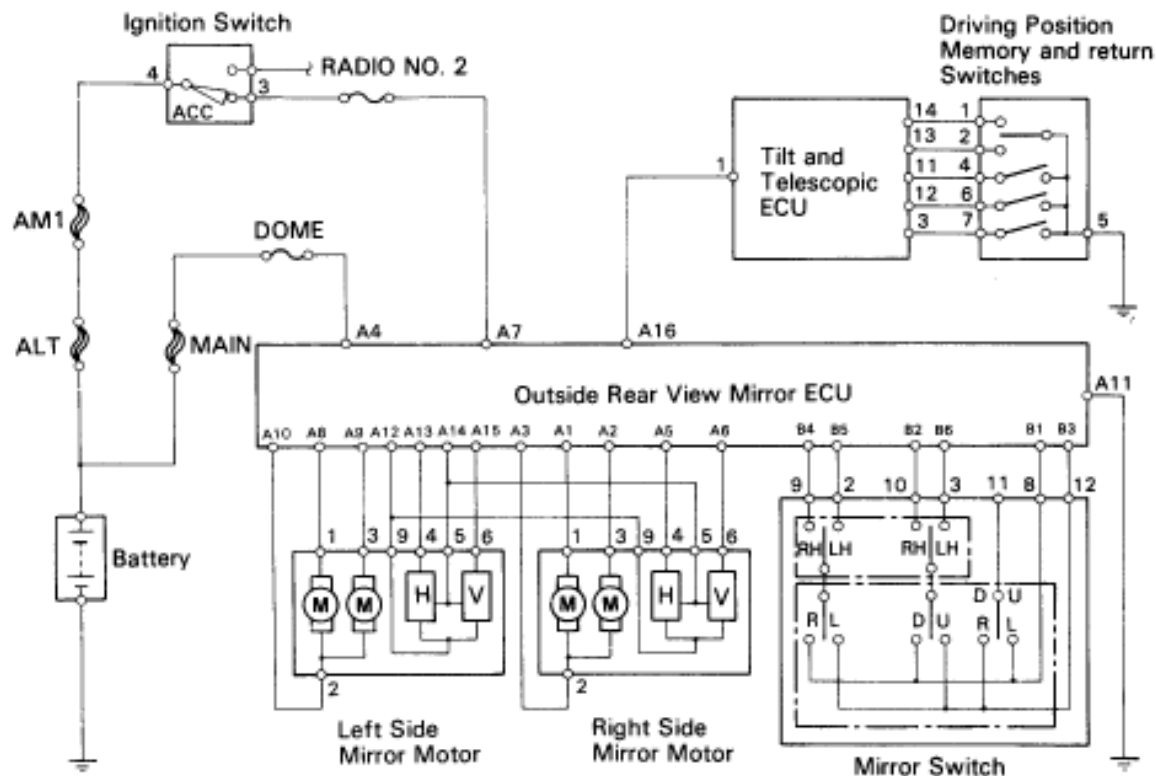 Ignition Switch
4
ACC
3
RADIO NO. 2
Driving Position
Memory and return
Switches
AM1
DOME
1
Tilt and
Telescopic
ECU
14 1
13 2
11 4
12 6
3 7
5
ALT
MAIN
A4
A7
A16
Outside Rear View Mirror ECU
A11
A10 A8 A9 A12 A13 A14 A15 A3 A1 A2 A5 A6 B4 B5 B2 B6 B1 B3
9 2 10 3 11 8 12
Battery
1 3 9 4 5 6
M M H V
2
1 3 9 4 5 6
M M H V
2
RH LH RH LH
D U
R L D U R L
Left Side
Mirror Motor
Right Side
Mirror Motor
Mirror Switch